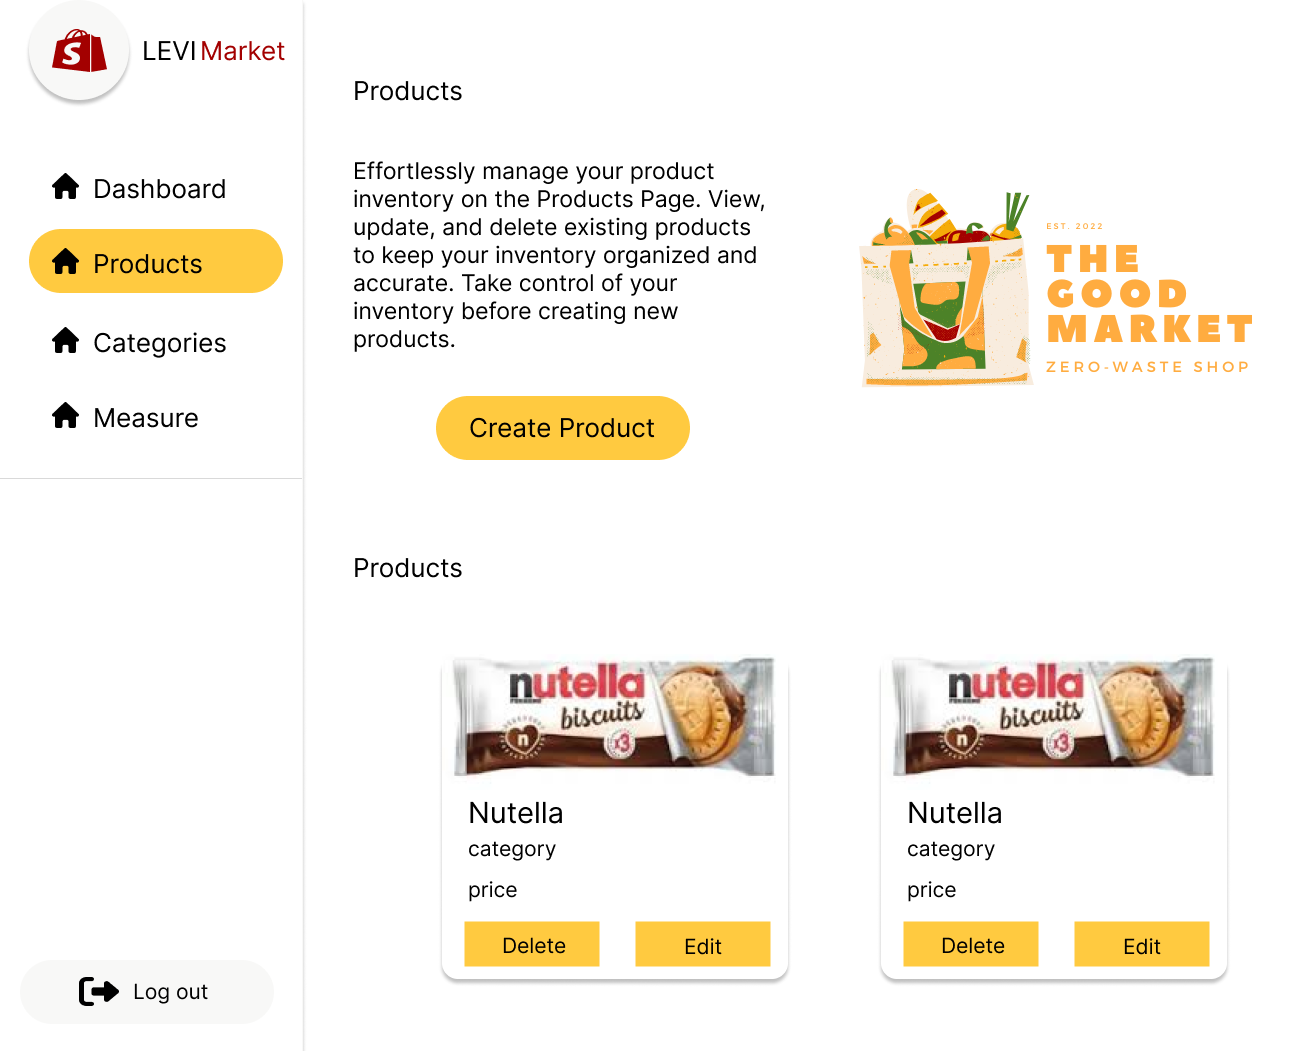 LEVI Market
Dashboard
Products
Categories
Measure
Log out
Products
Effortlessly manage your product
inventory on the Products Page. View,
update, and delete existing products
to keep your inventory organized and
accurate. Take control of your
inventory before creating new
products.
Create Product
EST. 2022
THE
GOOD
MARKET
ZERO-WASTE SHOP
Products
nutella
biscuits
n
x3
Nutella
category
price
Delete
Edit
nutella
biscuits
n
x3
Nutella
category
price
Delete
Edit